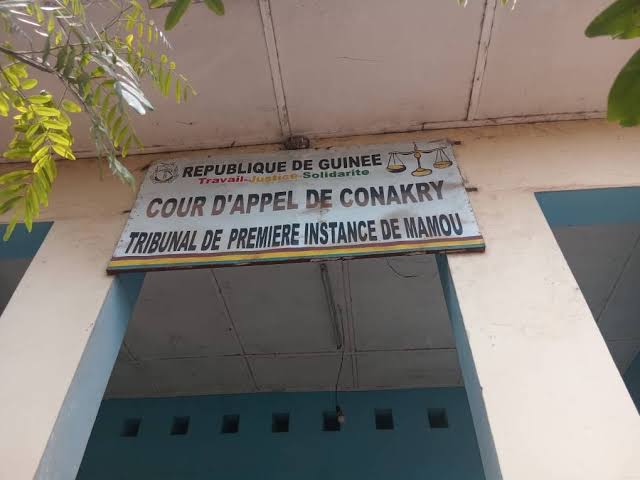 REPUBLIQUE DE GUINEE
Travail-Justice-Solidarite
COUR D'APPEL DE CONAKRY
TRIBUNAL DE PREMIERE INSTANCE DE MAMOU